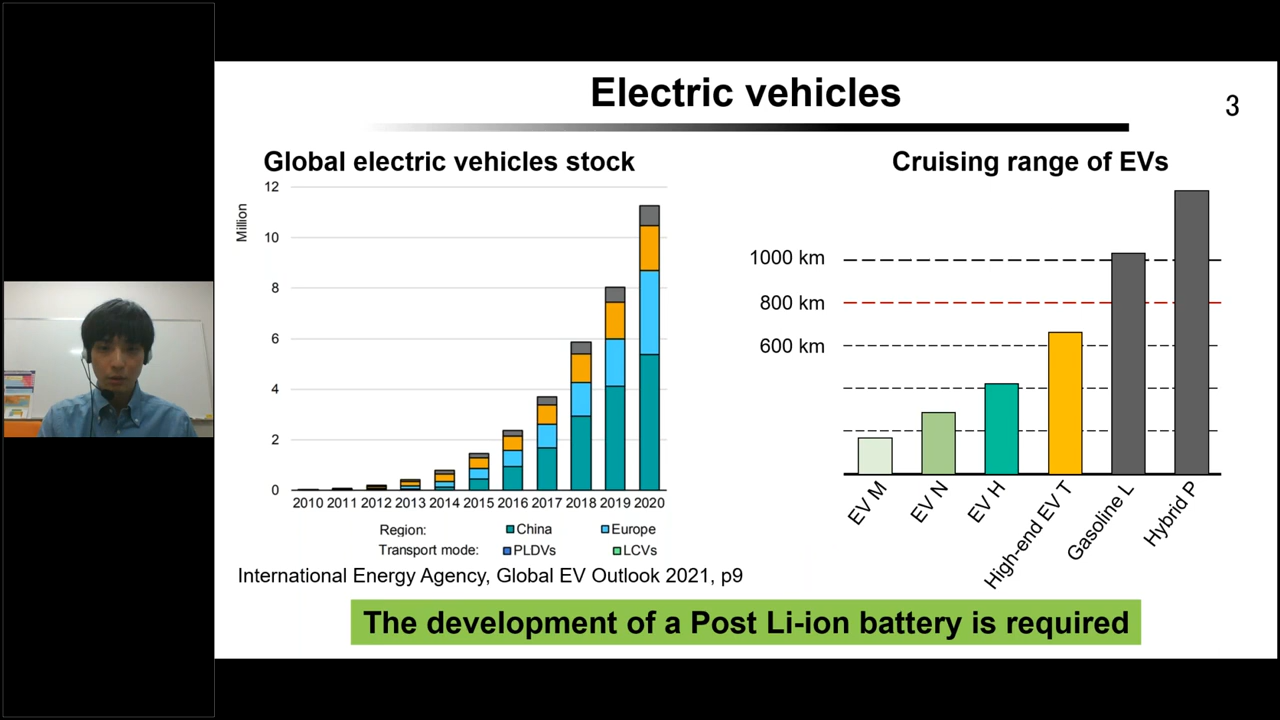 Electric vehicles
3
Global electric vehicles stock
Million
12
10
8
6
4
2
0
2010 2011 2012 2013 2014 2015 2016 2017 2018 2019 2020
Region: China Europe
Transport mode: PLDVs LCVs
International Energy Agency, Global EV Outlook 2021, p9
Cruising range of EVs
1000 km
800 km
600 km
EV M
EV N
EV H
High-end EV T
Gasoline L
Hybrid P
The development of a Post Li-ion battery is required